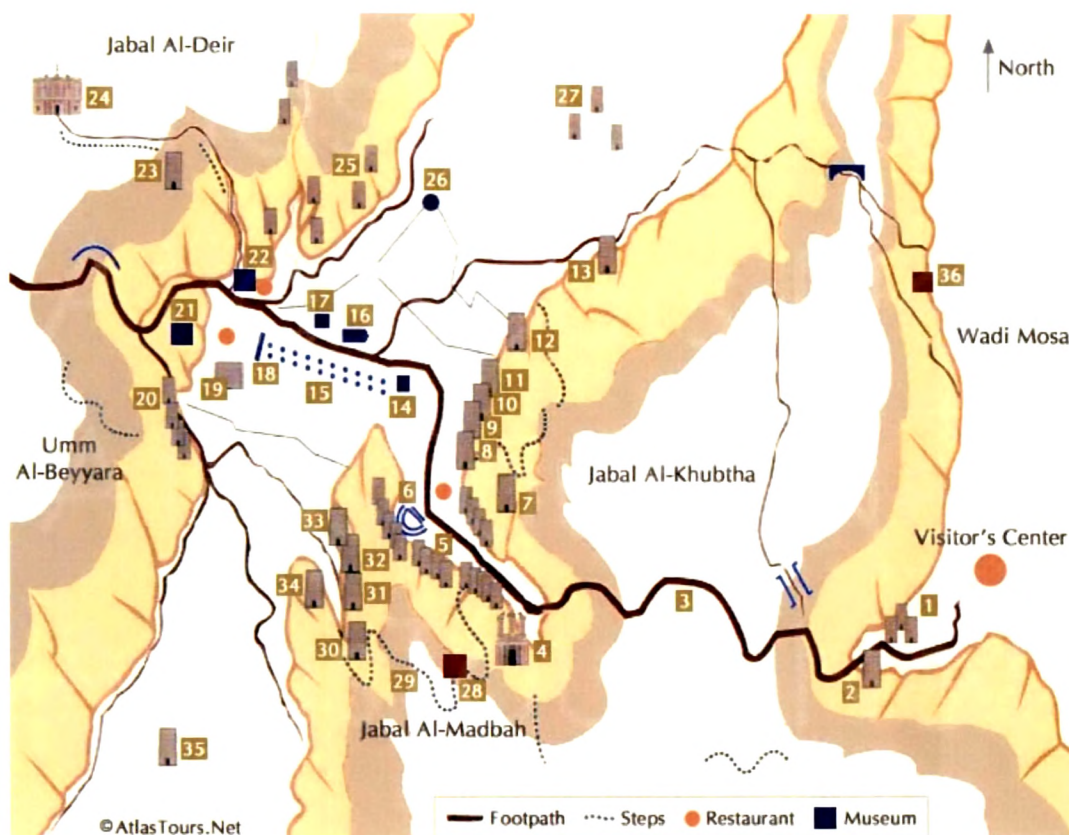 Jabal Al-Deir
North
24
27
23
25
26
22
13
36
21
17
16
12
Wadi Mosa
18
19
15
14
11
10
20
9
8
Umm
Al-Beyyara
Jabal Al-Khubtha
6
7
33
5
32
Visitor's Center
34
31
3
1
30
4
29
28
2
Jabal Al-Madbah
35
©AtlasTours.Net
Footpath
Steps
Restaurant
Museum